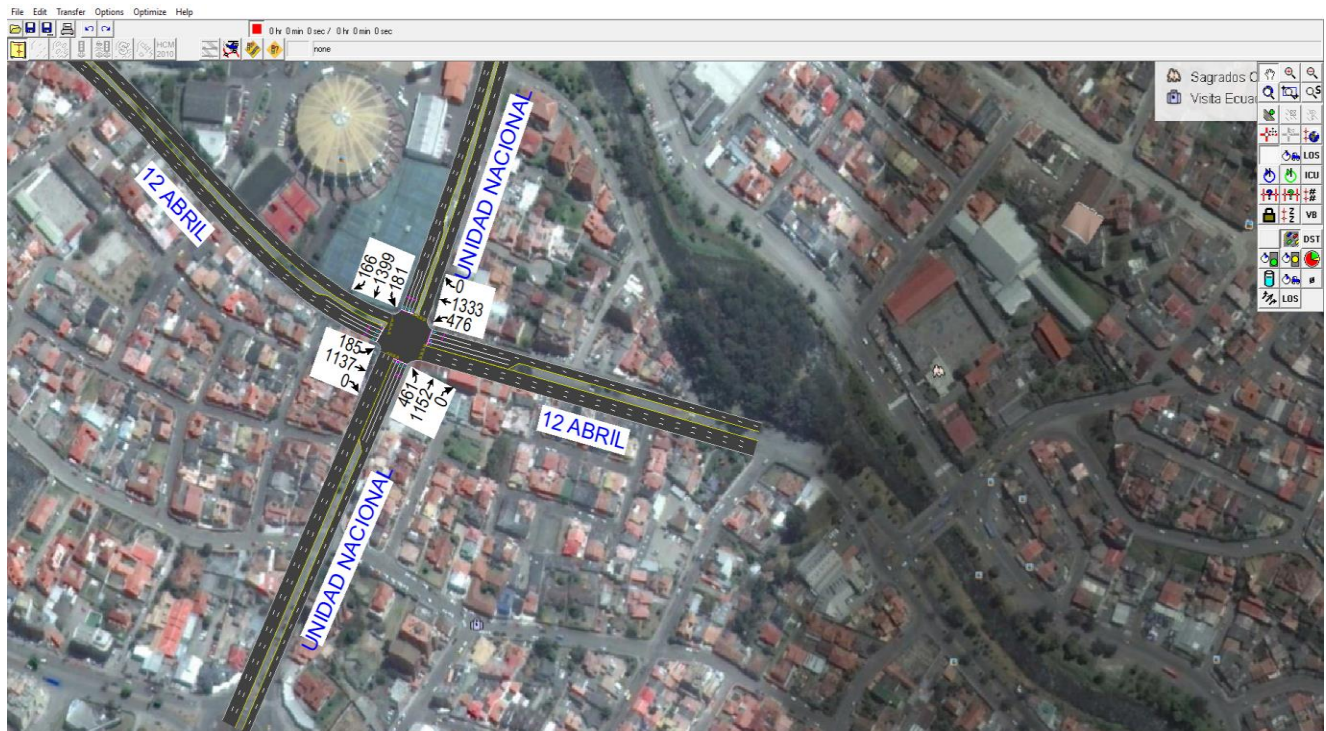 File Edit Transfer Options Optimize Help
0 hr 0 min 0 sec / 0 hr 0 min 0 sec
HCM 2010
none
Sagrados C
Visita Ecuad
LOS
ICU
VB
DST
LOS
12 ABRIL
UNIDAD NACIONAL
166
1399
181
0
1333
476
185
1137
0
461
1152
0
12 ABRIL
UNIDAD NACIONAL